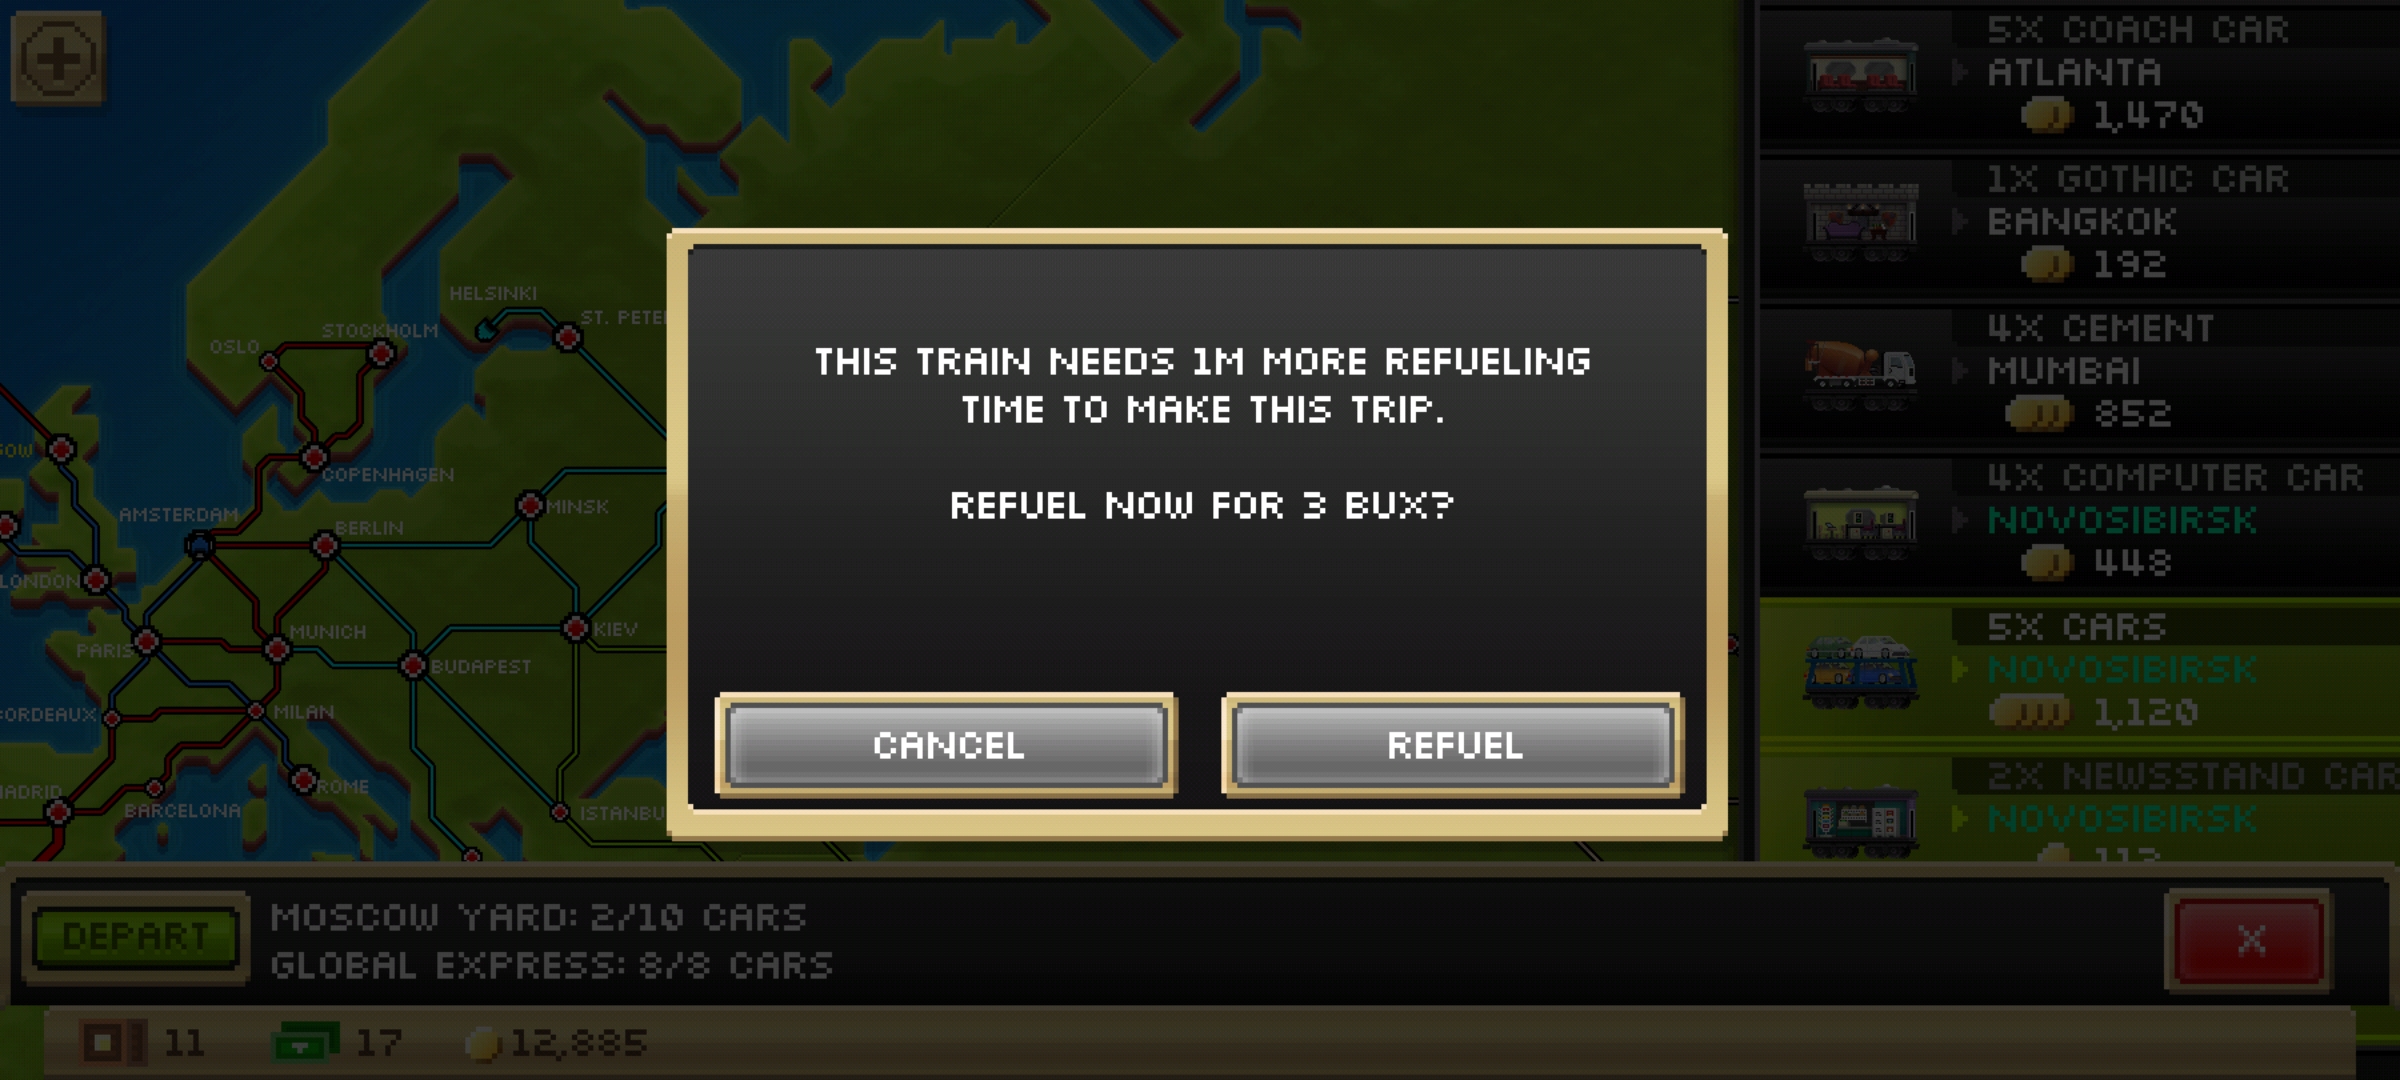 5X COACH CAR
ATLANTA
1,470
1X GOTHIC CAR
BANGKOK
192
4X CEMENT
MUMBAI
852
4X COMPUTER CAR
NOVOSIBIRSK
448
5X CARS
NOVOSIBIRSK
1,120
2X NEWSSTAND CAR
NOVOSIBIRSK
112
HELSINKI
ST. PETE
STOCKHOLM
OSLO
OW
COPENHAGEN
AMSTERDAM
MINSK
BERLIN
LONDON
MUNICH
KIEV
PARIS
BUDAPEST
ORDEAUX
MILAN
ADRID
ROME
BARCELONA
ISTANBU
THIS TRAIN NEEDS 1M MORE REFUELING
TIME TO MAKE THIS TRIP.
REFUEL NOW FOR 3 BUX?
CANCEL
REFUEL
DEPART
MOSCOW YARD: 2/10 CARS
GLOBAL EXPRESS: 8/8 CARS
X
11
17
12,885